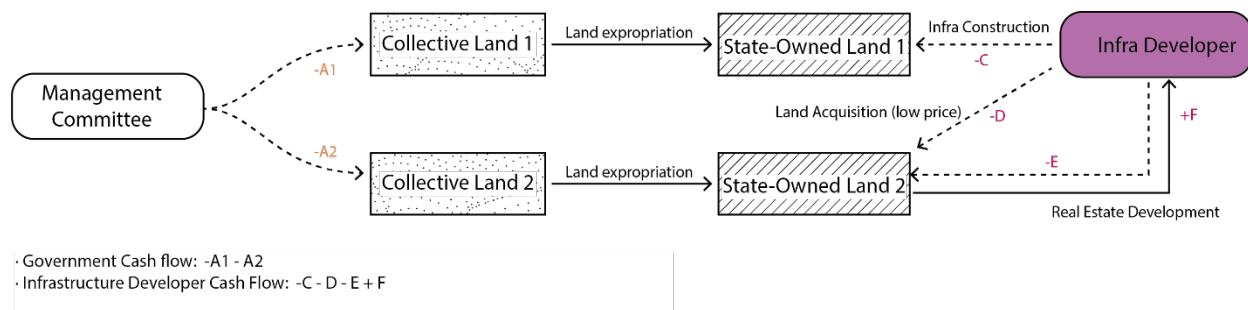 Management
Committee
-A1
-A2
Collective Land 1
Collective Land 2
Land expropriation
Land expropriation
State-Owned Land 1
State-Owned Land 2
Infra Construction
-C
Land Acquisition (low price)
-D
-E
Infra Developer
+F
Real Estate Development
· Government Cash flow: -A1 - A2
· Infrastructure Developer Cash Flow: -C - D - E + F